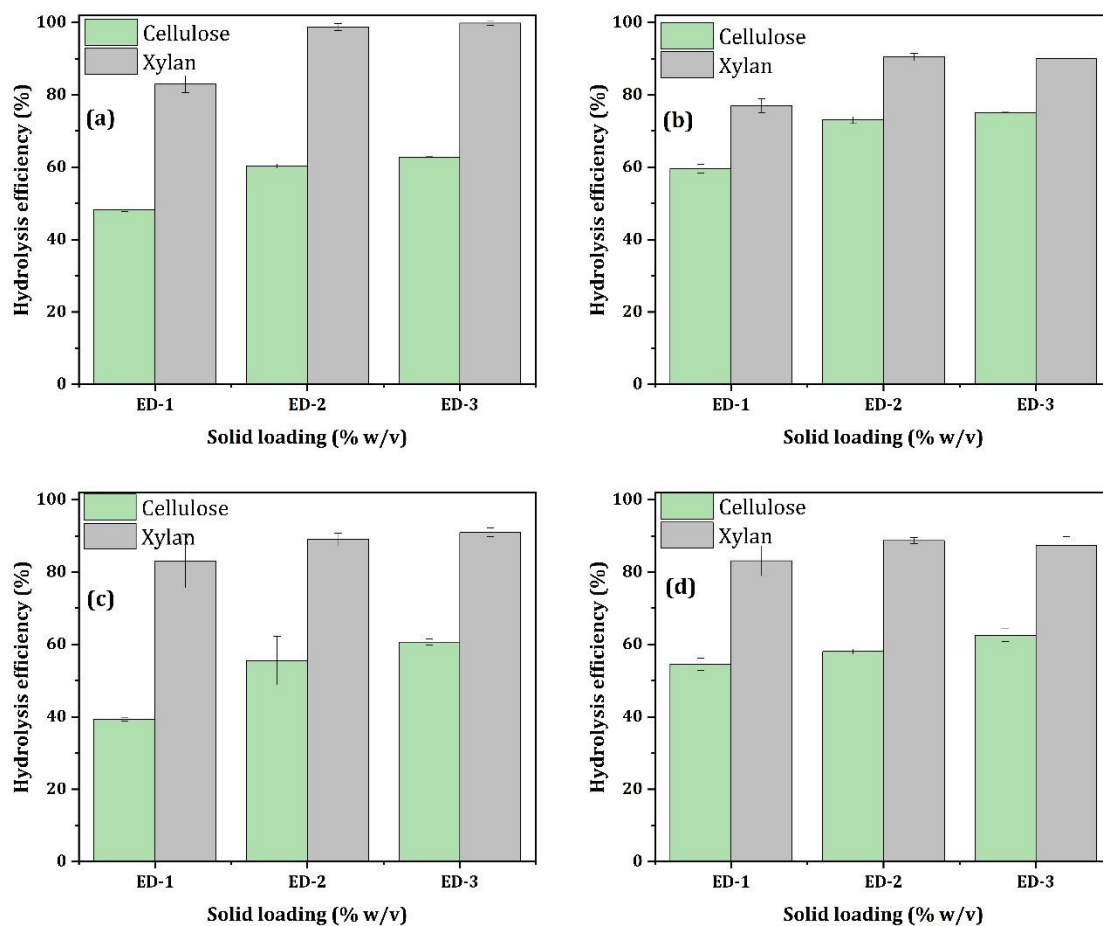 100
80
60
40
20
0
Hydrolysis efficiency (%)
Cellulose
Xylan
(a)
ED-1 ED-2 ED-3
Solid loading (% w/v)
100
80
60
40
20
0
Hydrolysis efficiency (%)
Cellulose
Xylan
(b)
ED-1 ED-2 ED-3
Solid loading (% w/v)
100
80
60
40
20
0
Hydrolysis efficiency (%)
Cellulose
Xylan
(c)
ED-1 ED-2 ED-3
Solid loading (% w/v)
100
80
60
40
20
0
Hydrolysis efficiency (%)
Cellulose
Xylan
(d)
ED-1 ED-2 ED-3
Solid loading (% w/v)